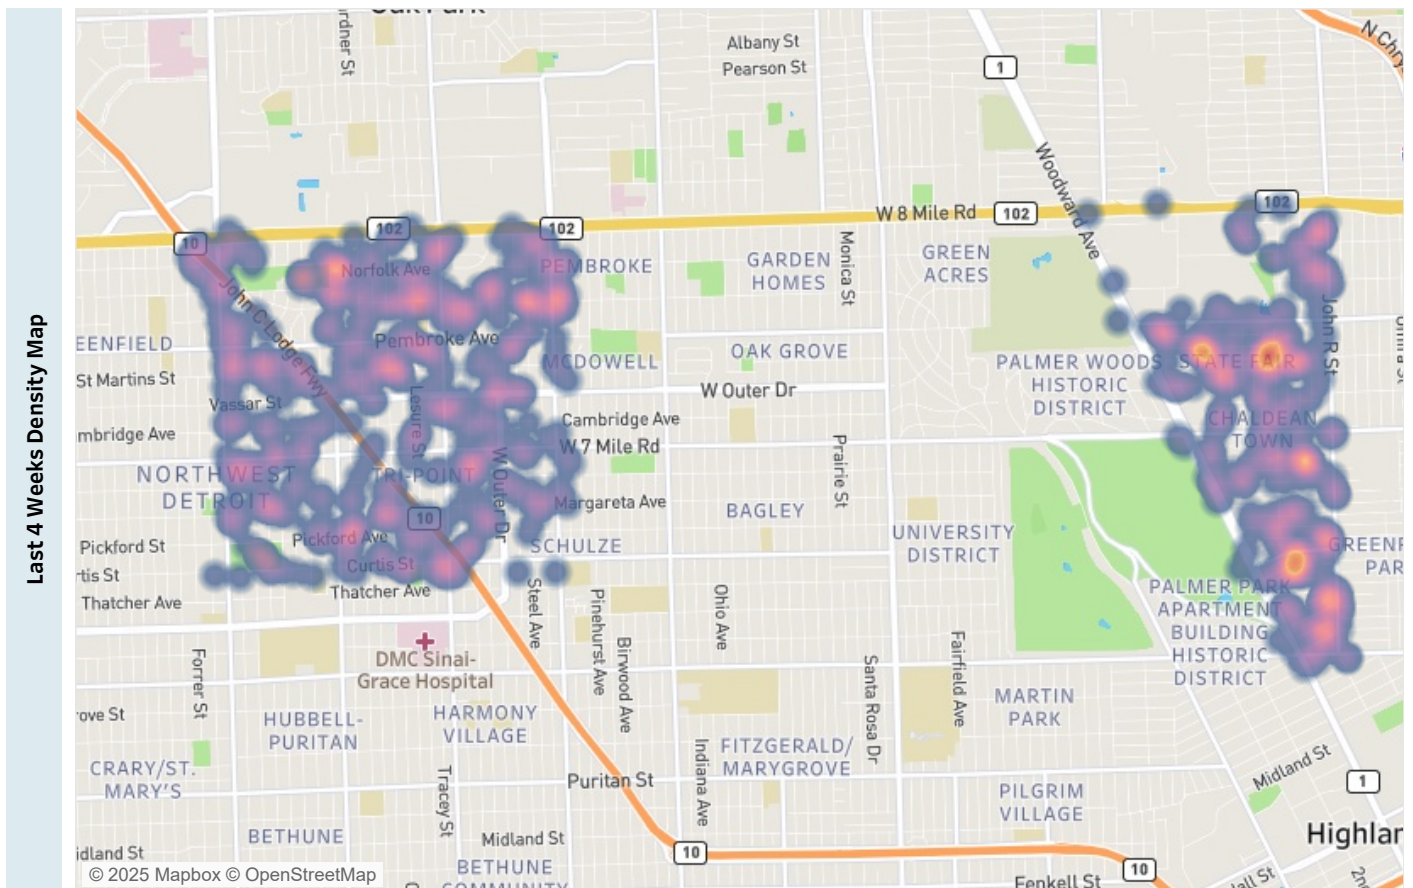 Last 4 Weeks Density Map
Oak Park
Albany St
Pearson St
1
N Chry
Woodward Ave
102
102
W 8 Mile Rd
102
102
10
Norfolk Ave
PEMBROKE
GARDEN
HOMES
Monica St
GREEN
ACRES
John C Lodge Fwy
John R St
EENFIELD
Pembroke Ave
MCDOWELL
OAK GROVE
PALMER WOODS
HISTORIC
DISTRICT
STATE FAIR
St Martins St
Vassar St
Lesure St
W Outer Dr
mbridge Ave
Cambridge Ave
W 7 Mile Rd
CHALDEAN
TOWN
NORTHWEST
DETROIT
TRI-POINT
W Outer Dr
Prairie St
Margareta Ave
BAGLEY
10
Pickford St
Pickford Ave
SCHULZE
UNIVERSITY
DISTRICT
GREENF
PAR
rtis St
Curtis St
Thatcher Ave
Thatcher Ave
Steel Ave
Pinehurst Ave
Birwood Ave
Ohio Ave
PALMER PARK
APARTMENT
BUILDING
HISTORIC
DISTRICT
DMC Sinai-
Grace Hospital
Forrer St
Santa Rosa Dr
Fairfield Ave
MARTIN
PARK
rove St
HUBBELL-
PURITAN
HARMONY
VILLAGE
FITZGERALD/
MARYGROVE
Indiana Ave
CRARY/ST.
MARY'S
Tracey St
Puritan St
PILGRIM
VILLAGE
Midland St
1
BETHUNE
Midland St
10
Highlan
idland St
BETHUNE
COMMUNITY
10
Fenkell St
© 2025 Mapbox © OpenStreetMap